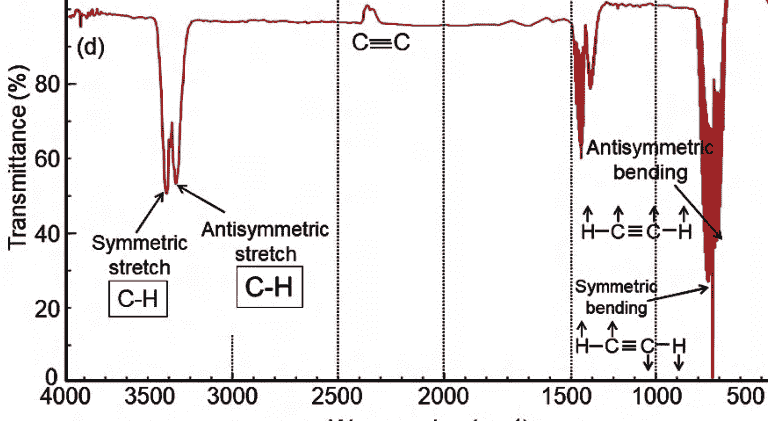 (d)
C≡C
Transmittance (%)
80
60
40
20
0
Symmetric
stretch
C-H
Antisymmetric
stretch
C-H
Antisymmetric
bending
H–C≡C–H
Symmetric
bending
H–C≡C–H
4000 3500 3000 2500 2000 1500 1000 500